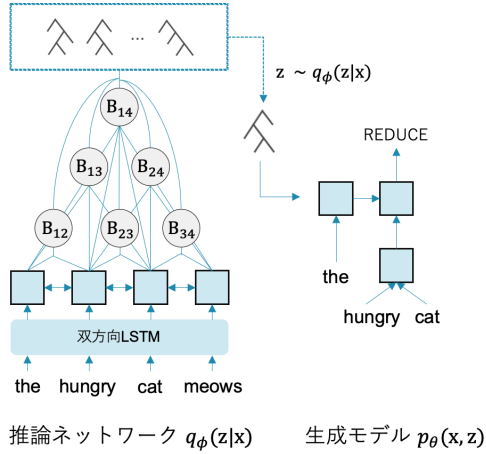 ...
z ~ qϕ(z|x)
B₁₄
REDUCE
B₁₃ B₂₄
B₁₂ B₂₃ B₃₄
the
双方向LSTM
hungry cat
the hungry cat meows
推論ネットワーク qϕ(z|x) 生成モデル pθ(x, z)